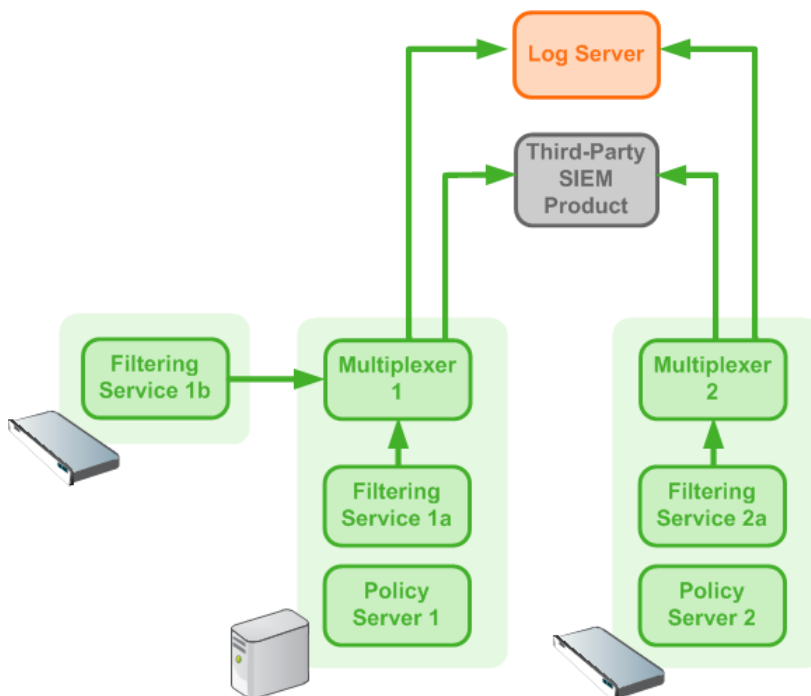 Log Server
Third-Party
SIEM
Product
Filtering
Service 1b
Multiplexer
1
Multiplexer
2
Filtering
Service 1a
Filtering
Service 2a
Policy
Server 1
Policy
Server 2